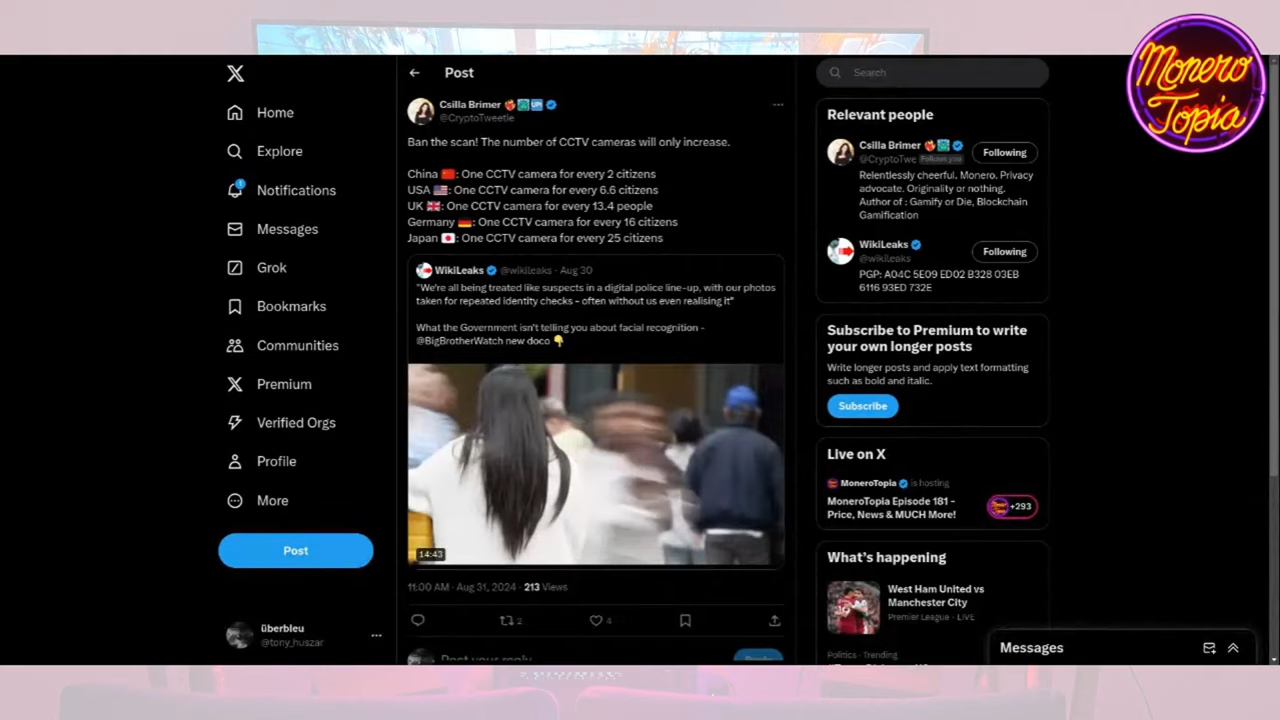 Monero
Topia
Home
Explore
Notifications
Messages
Grok
Bookmarks
Communities
Premium
Verified Orgs
Profile
More
Post
überbleu
@tony_huszar
Post
Csilla Brimer
@CryptoTweetie
Ban the scan! The number of CCTV cameras will only increase.
China 🇨🇳: One CCTV camera for every 2 citizens
USA 🇺🇸: One CCTV camera for every 6.6 citizens
UK 🇬🇧: One CCTV camera for every 13.4 people
Germany 🇩🇪: One CCTV camera for every 16 citizens
Japan 🇯🇵: One CCTV camera for every 25 citizens
WikiLeaks @wikileaks · Aug 30
"We're all being treated like suspects in a digital police line-up, with our photos
taken for repeated identity checks - often without us even realising it"
What the Government isn't telling you about facial recognition -
@BigBrotherWatch new doco 👇
14:43
11:00 AM · Aug 31, 2024 · 213 Views
2
4
Post your reply
Search
Relevant people
Csilla Brimer
@CryptoTwe Follows you
Following
Relentlessly cheerful. Monero. Privacy
advocate. Originality or nothing.
Author of : Gamify or Die, Blockchain
Gamification
WikiLeaks
@wikileaks
Following
PGP: A04C 5E09 ED02 B328 03EB
6116 93ED 732E
Subscribe to Premium to write
your own longer posts
Write longer posts and apply text formatting
such as bold and italic.
Subscribe
Live on X
MoneroTopia is hosting
MoneroTopia Episode 181 -
Price, News & MUCH More!
+293
What's happening
West Ham United vs
Manchester City
Premier League · LIVE
Politics · Trending
Messages